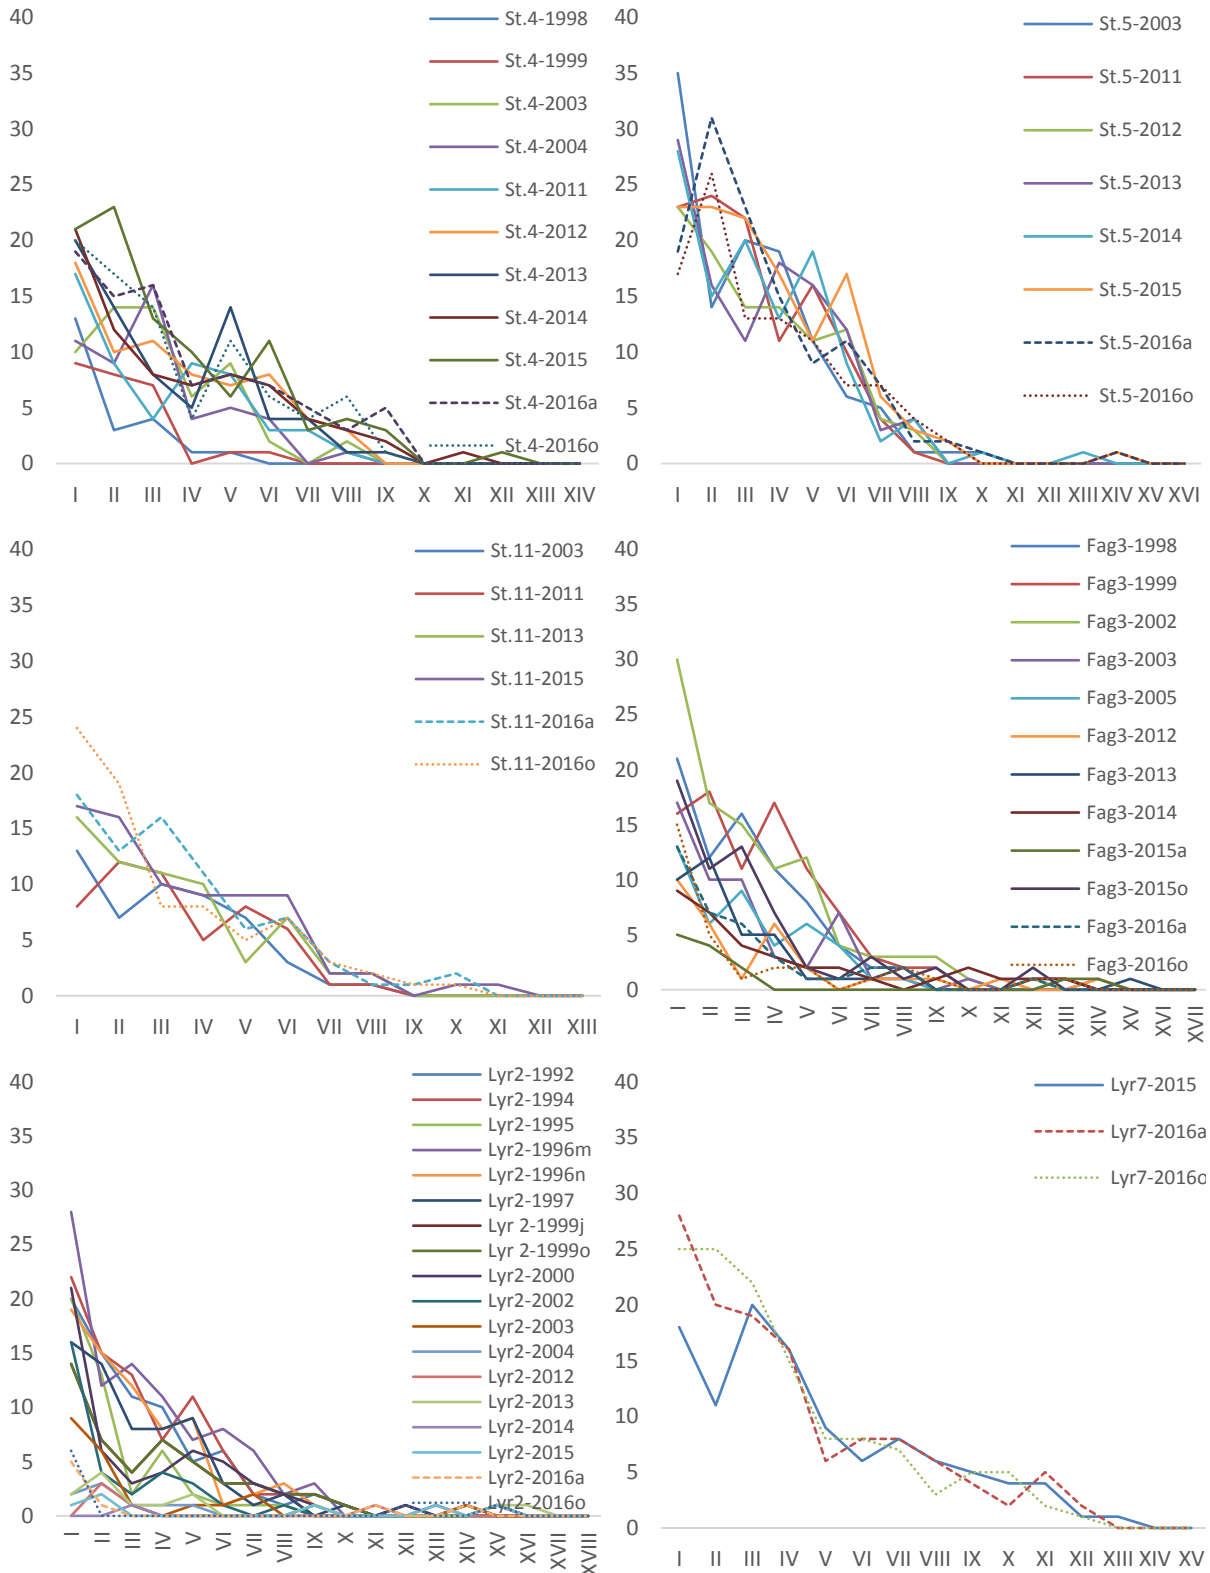 40
35
30
25
20
15
10
5
0
I II III IV V VI VII VIII IX X XI XII XIII XIV
St.4-1998
St.4-1999
St.4-2003
St.4-2004
St.4-2011
St.4-2012
St.4-2013
St.4-2014
St.4-2015
St.4-2016a
St.4-2016o
40
35
30
25
20
15
10
5
0
I II III IV V VI VII VIII IX X XI XII XIII XIV XV XVI
St.5-2003
St.5-2011
St.5-2012
St.5-2013
St.5-2014
St.5-2015
St.5-2016a
St.5-2016o
40
35
30
25
20
15
10
5
0
I II III IV V VI VII VIII IX X XI XII XIII
St.11-2003
St.11-2011
St.11-2013
St.11-2015
St.11-2016a
St.11-2016o
40
35
30
25
20
15
10
5
0
I II III IV V VI VII VIII IX X XI XII XIII XIV XV XVI XVII
Fag3-1998
Fag3-1999
Fag3-2002
Fag3-2003
Fag3-2005
Fag3-2012
Fag3-2013
Fag3-2014
Fag3-2015a
Fag3-2015o
Fag3-2016a
Fag3-2016o
40
35
30
25
20
15
10
5
0
I II III IV V VI VII VIII IX X XI XII XIII XIV XV XVI XVII XVIII
Lyr2-1992
Lyr2-1994
Lyr2-1995
Lyr2-1996m
Lyr2-1996n
Lyr2-1997
Lyr 2-1999j
Lyr 2-1999o
Lyr2-2000
Lyr2-2002
Lyr2-2003
Lyr2-2004
Lyr2-2012
Lyr2-2013
Lyr2-2014
Lyr2-2015
Lyr2-2016a
Lyr2-2016o
40
35
30
25
20
15
10
5
0
I II III IV V VI VII VIII IX X XI XII XIII XIV XV
Lyr7-2015
Lyr7-2016a
Lyr7-2016o